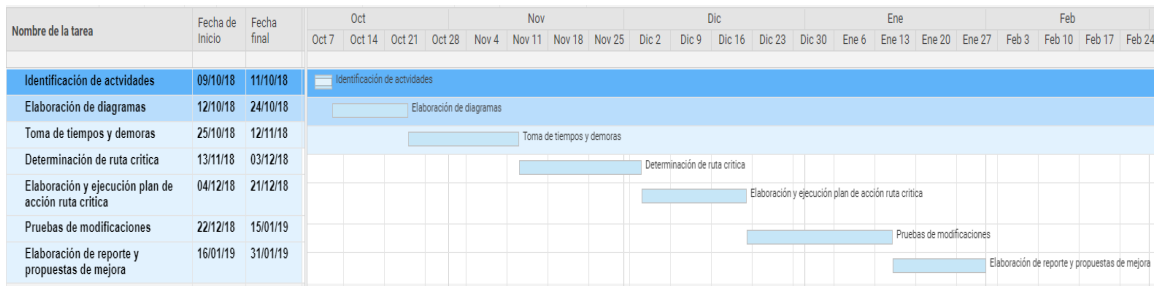 Nombre de la tarea
Fecha de
Inicio
Fecha
final
Oct Nov Dic Ene Feb
Oct 7 Oct 14 Oct 21 Oct 28 Nov 4 Nov 11 Nov 18 Nov 25 Dic 2 Dic 9 Dic 16 Dic 23 Dic 30 Ene 6 Ene 13 Ene 20 Ene 27 Feb 3 Feb 10 Feb 17 Feb 24
Identificación de actvidades 09/10/18 11/10/18 Identificación de actvidades
Elaboración de diagramas 12/10/18 24/10/18 Elaboración de diagramas
Toma de tiempos y demoras 25/10/18 12/11/18 Toma de tiempos y demoras
Determinación de ruta critica 13/11/18 03/12/18 Determinación de ruta critica
Elaboración y ejecución plan de
acción ruta critica
04/12/18 21/12/18 Elaboración y ejecución plan de acción ruta critica
Pruebas de modificaciones 22/12/18 15/01/19 Pruebas de modificaciones
Elaboración de reporte y
propuestas de mejora
16/01/19 31/01/19 Elaboración de reporte y propuestas de mejora